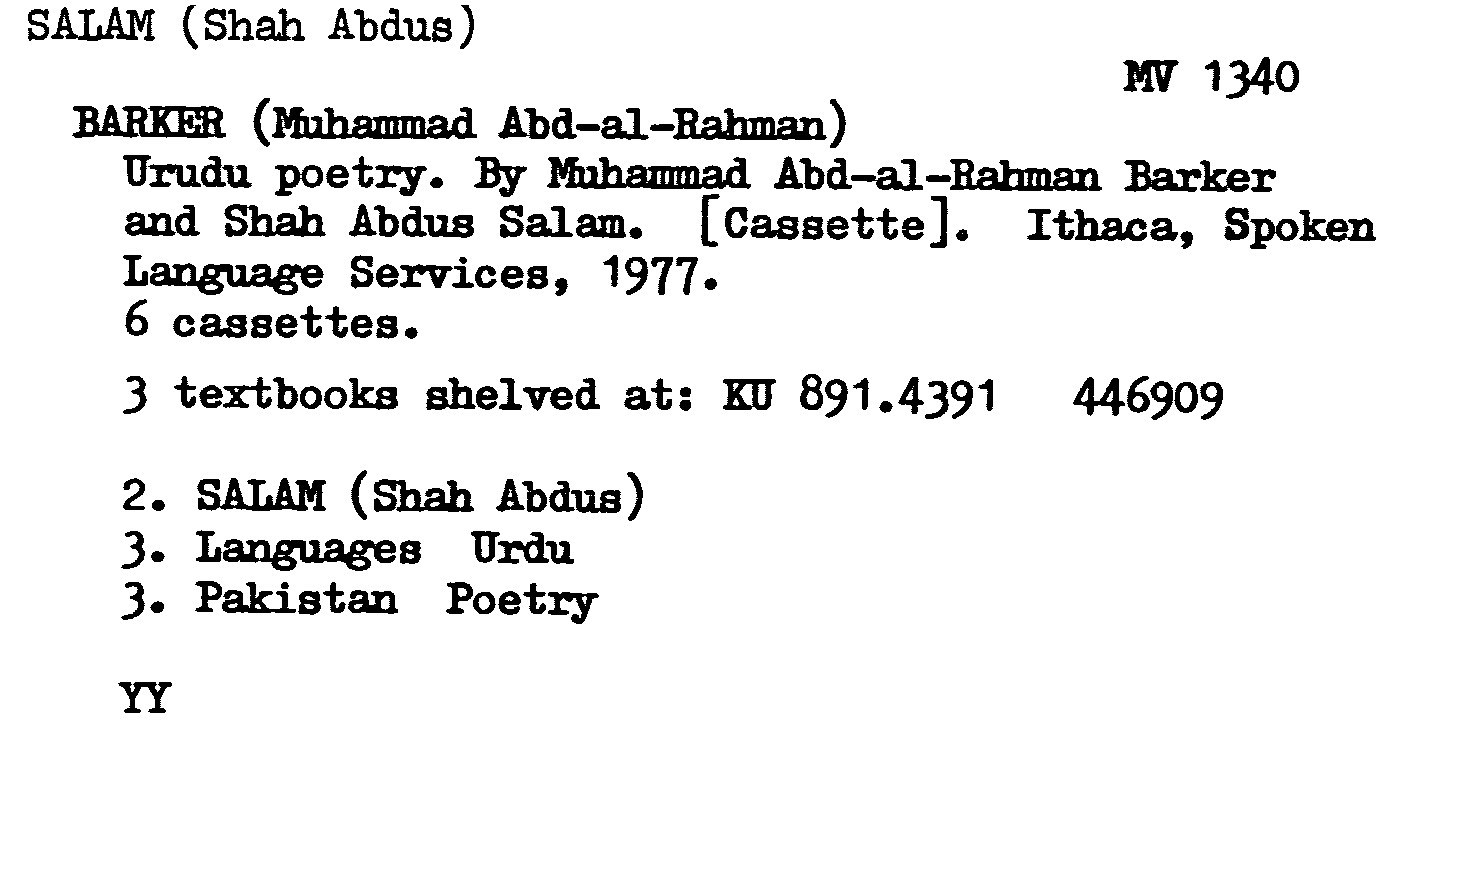 SALAM (Shah Abdus)
MV 1340
BARKER (Muhammad Abd-al-Rahman)
Urudu poetry. By Muhammad Abd-al-Rahman Barker
and Shah Abdus Salam. [Cassette]. Ithaca, Spoken
Language Services, 1977.
6 cassettes.
3 textbooks shelved at: KU 891.4391 446909
2. SALAM (Shah Abdus)
3. Languages Urdu
3. Pakistan Poetry
YY